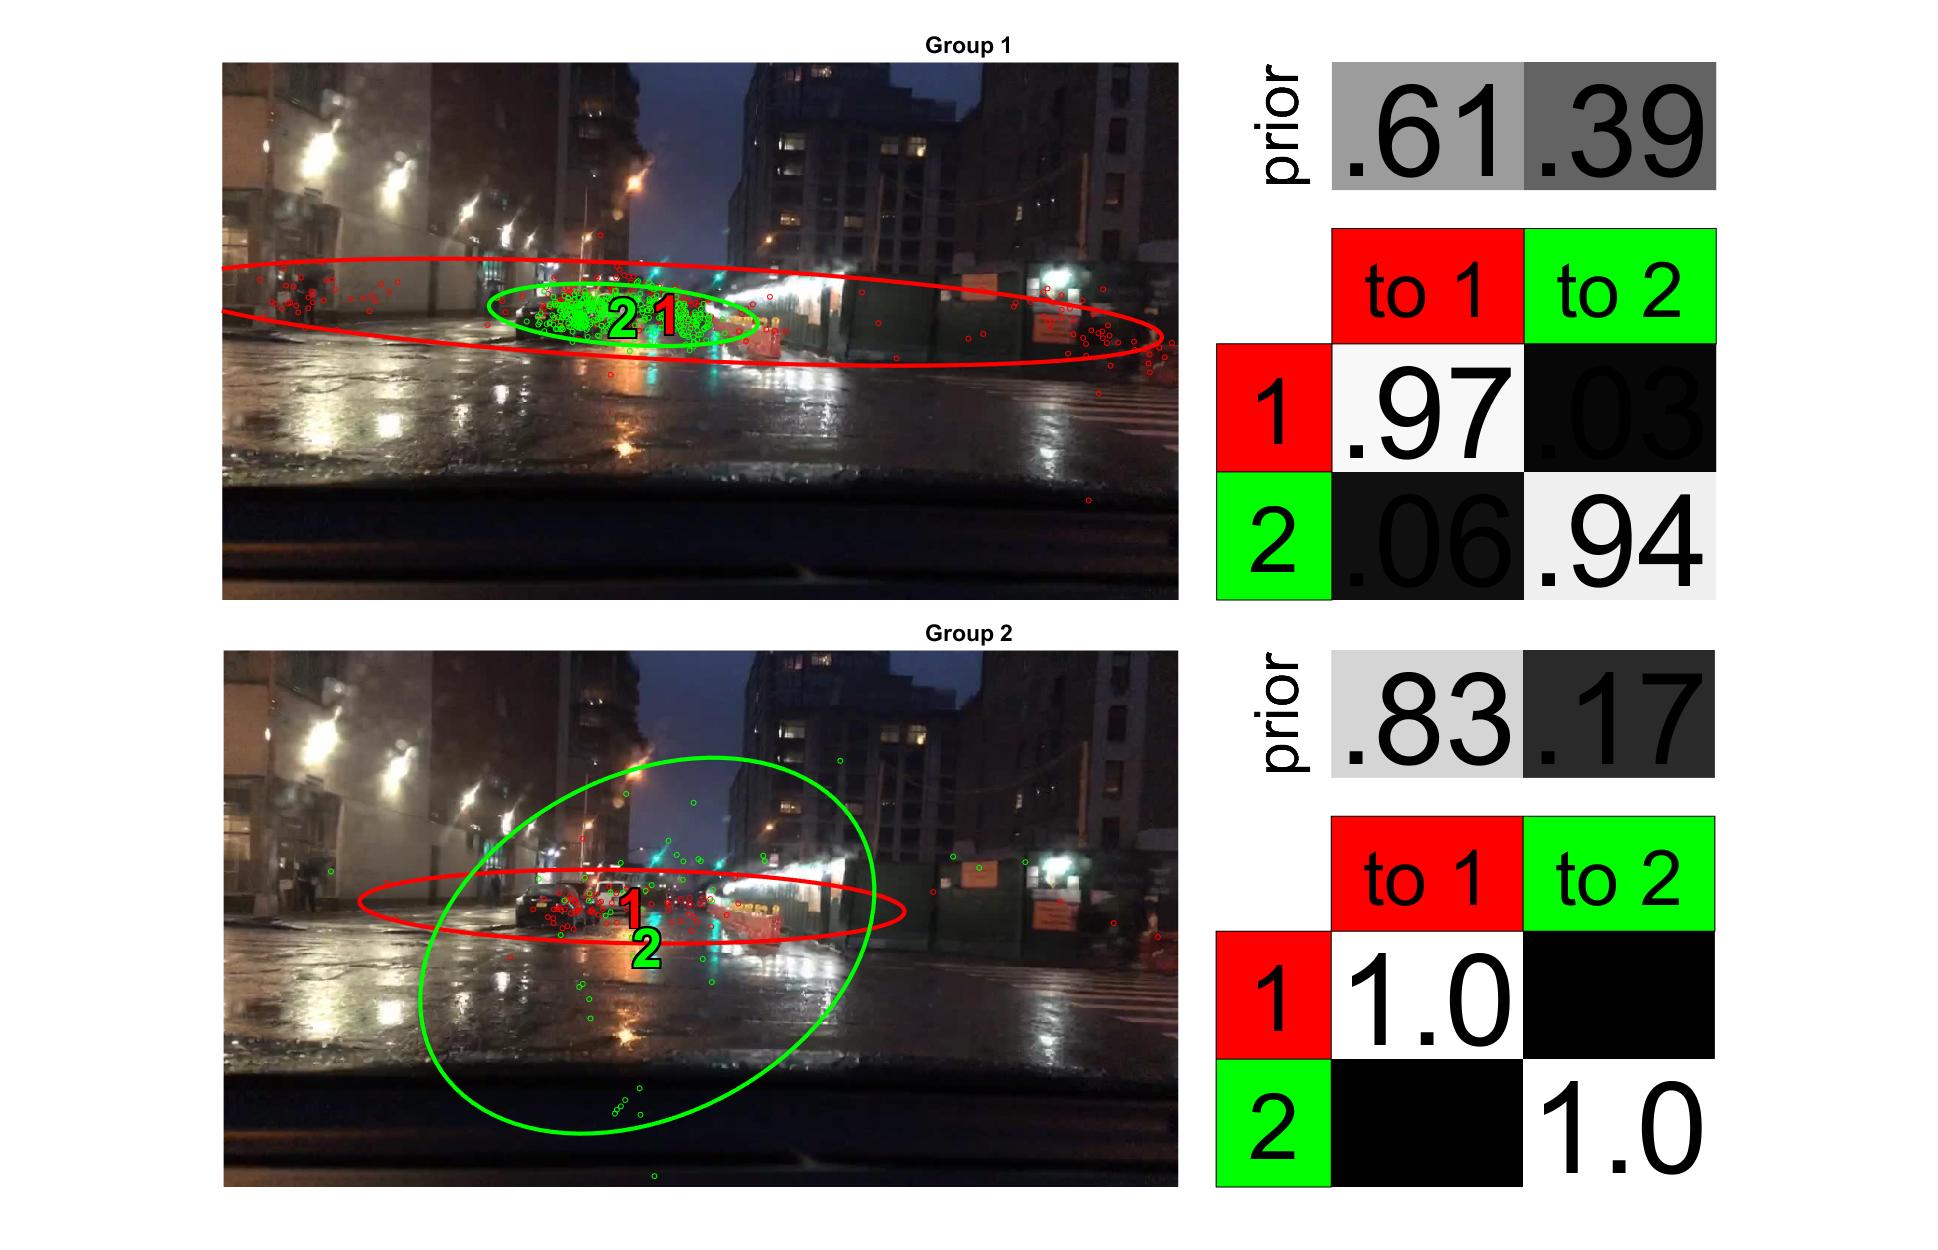 Group 1
2 1
prior .61 .39
to 1 to 2
1 .97 .03
2 .06 .94
Group 2
1
2
prior .83 .17
to 1 to 2
1 1.0
2 1.0